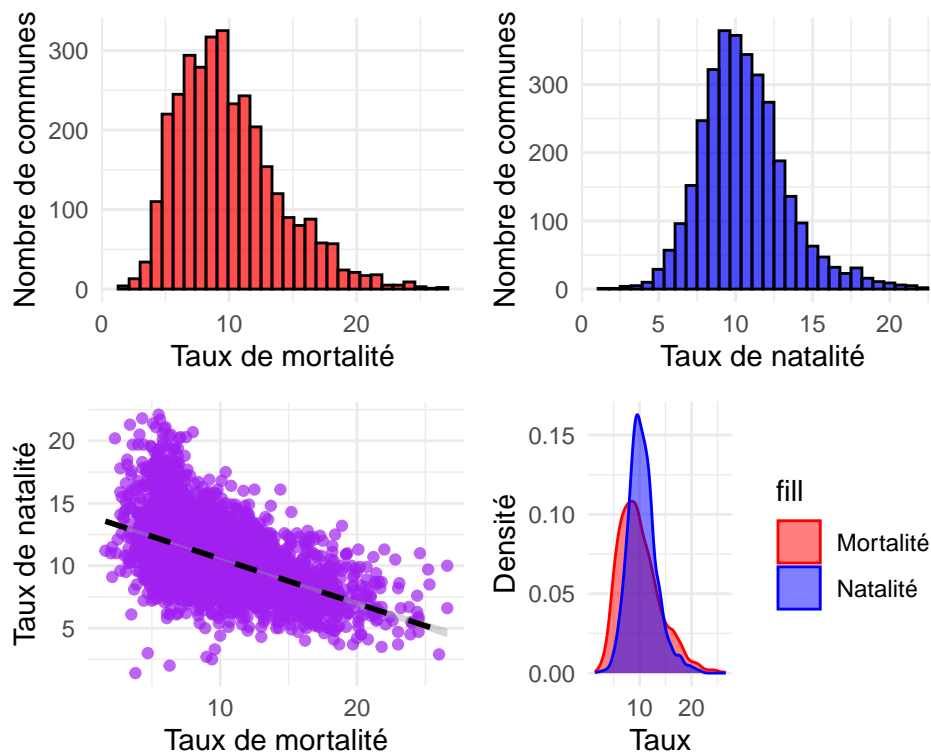 Nombre de communes
300
200
100
0
0 10 20
Taux de mortalité
Nombre de communes
300
200
100
0
0 5 10 15 20
Taux de natalité
Taux de natalité
20
15
10
5
10 20
Taux de mortalité
Densité
0.15
0.10
0.05
0.00
10 20
Taux
fill
Mortalité
Natalité